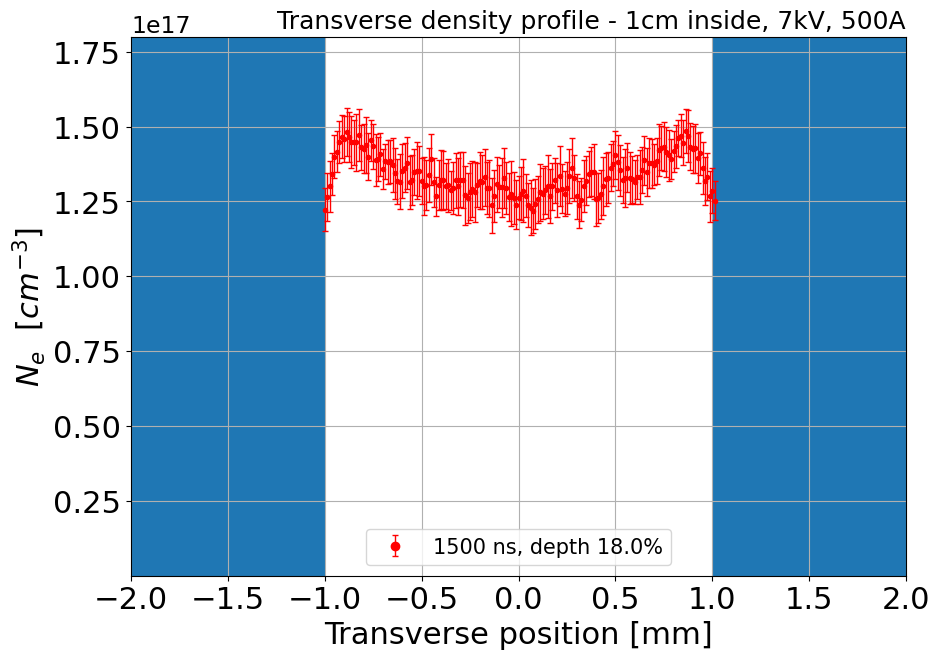 Transverse density profile - 1cm inside, 7kV, 500A
1e17
1.75
1.50
1.25
1.00
0.75
0.50
0.25
N_e [cm^{-3}]
1500 ns, depth 18.0%
−2.0 −1.5 −1.0 −0.5 0.0 0.5 1.0 1.5 2.0
Transverse position [mm]